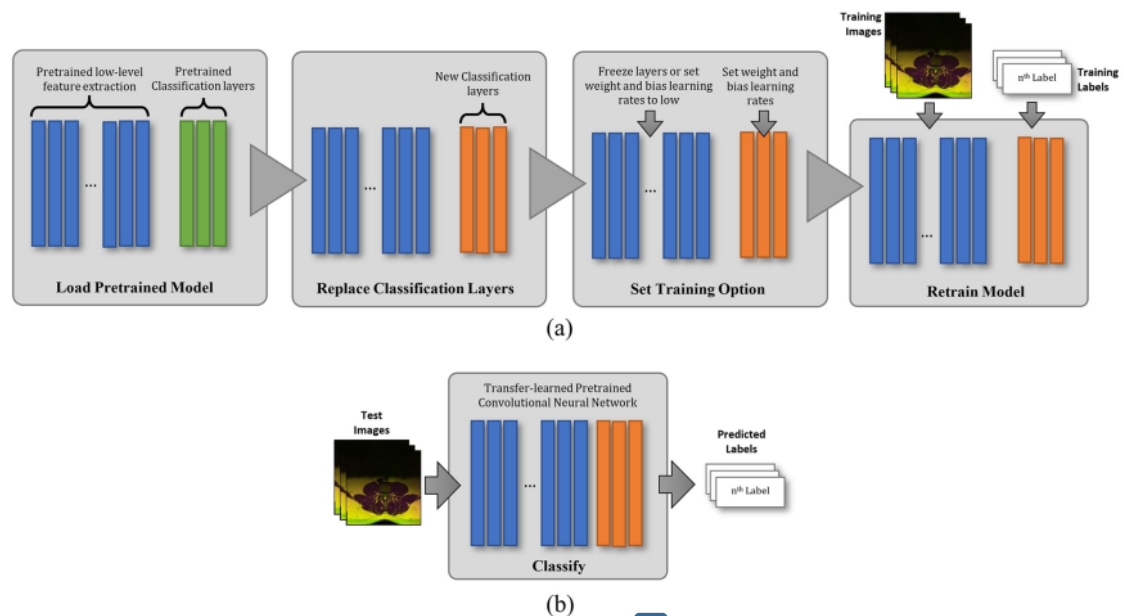 Pretrained low-level
feature extraction
Pretrained
Classification layers
...
Load Pretrained Model
New Classification
layers
...
Replace Classification Layers
Freeze layers or set
weight and bias learning
rates to low
Set weight and
bias learning
rates
...
Set Training Option
Training
Images
nth Label
Training
Labels
...
Retrain Model
(a)
Test
Images
Transfer-learned Pretrained
Convolutional Neural Network
...
Classify
Predicted
Labels
nth Label
(b)